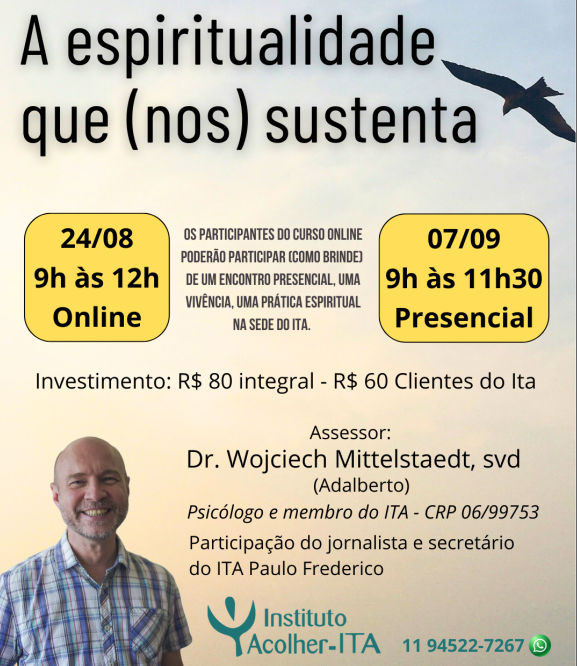 A espiritualidade
que (nos) sustenta
24/08
9h às 12h
Online
OS PARTICIPANTES DO CURSO ONLINE
PODERÃO PARTICIPAR (COMO BRINDE)
DE UM ENCONTRO PRESENCIAL, UMA
VIVÊNCIA, UMA PRÁTICA ESPIRITUAL
NA SEDE DO ITA.
07/09
9h às 11h30
Presencial
Investimento: R$ 80 integral - R$ 60 Clientes do Ita
Assessor:
Dr. Wojciech Mittelstaedt, svd
(Adalberto)
Psicólogo e membro do ITA - CRP 06/99753
Participação do jornalista e secretário
do ITA Paulo Frederico
Instituto
Acolher-ITA
11 94522-7267